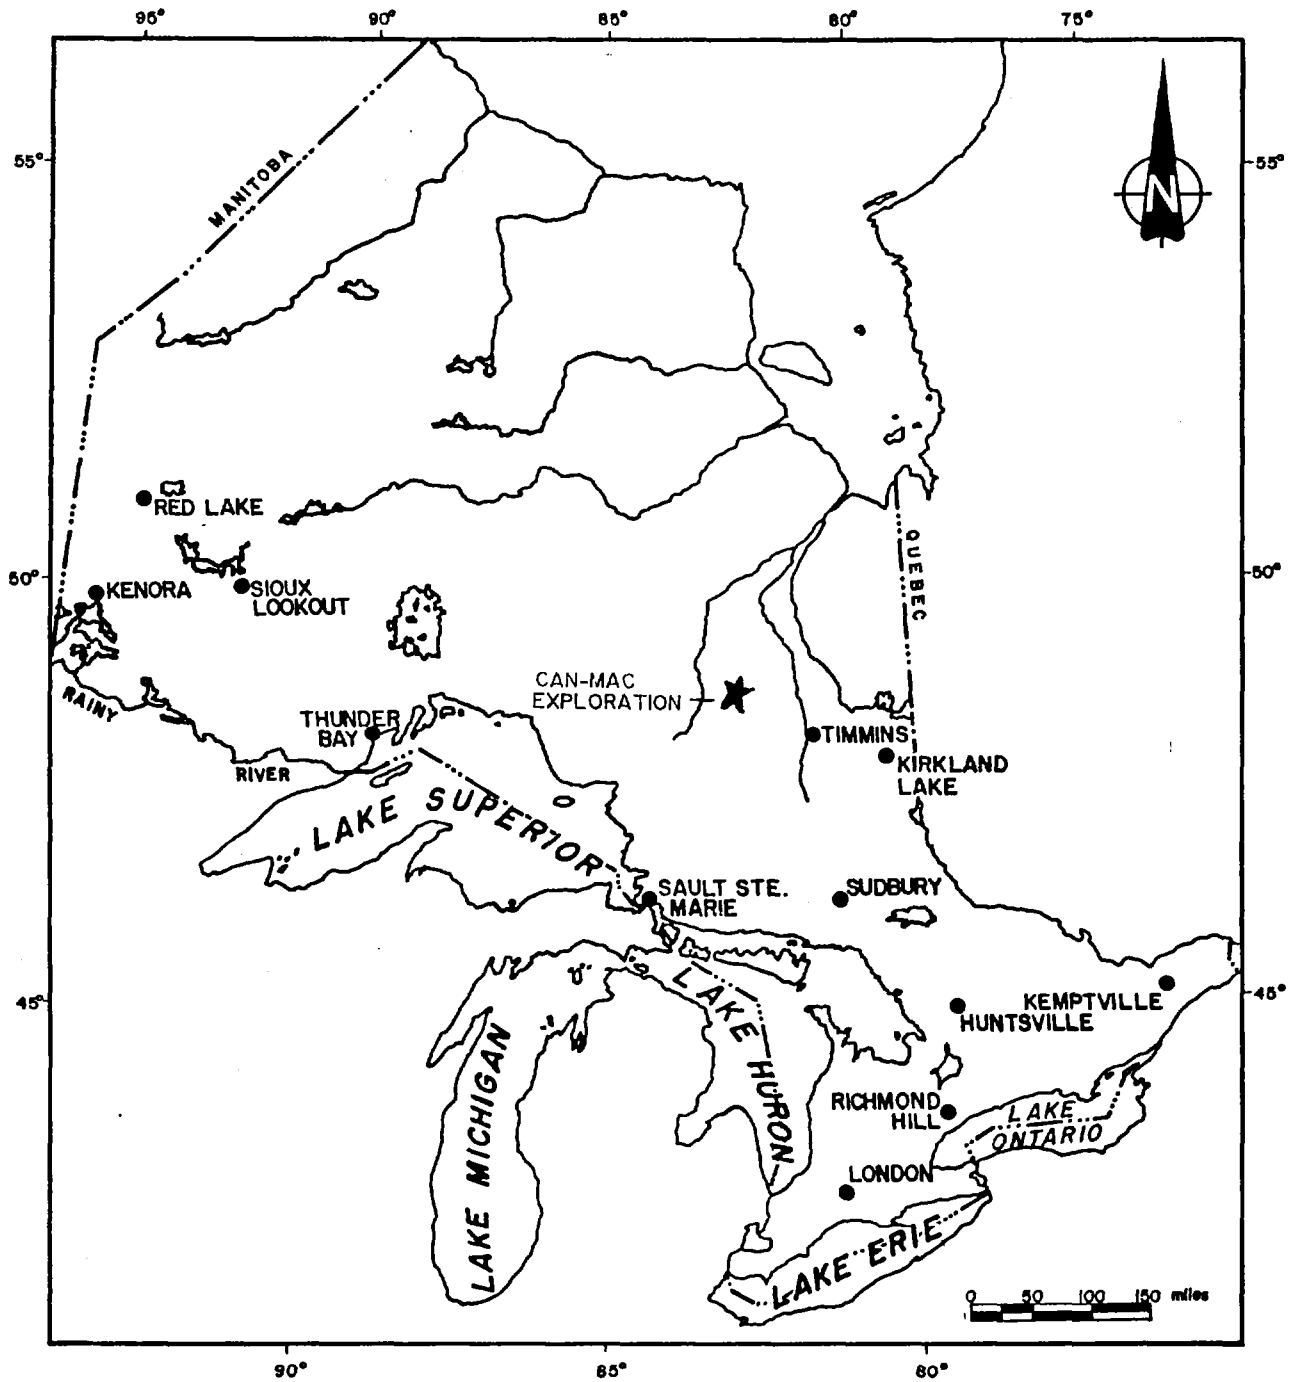 95° 90° 85° 80° 75°
55° 55°
MANITOBA
N
RED LAKE
50° 50°
QUEBEC
KENORA
SIOUX
LOOKOUT
CAN-MAC
EXPLORATION
RAINY
THUNDER
BAY
TIMMINS
RIVER
KIRKLAND
LAKE
LAKE SUPERIOR
SAULT STE.
MARIE
SUDBURY
45° 45°
KEMPTVILLE
HUNTSVILLE
LAKE HURON
LAKE MICHIGAN
RICHMOND
HILL
LAKE
ONTARIO
LONDON
LAKE ERIE
0 50 100 150 miles
90° 85° 80°